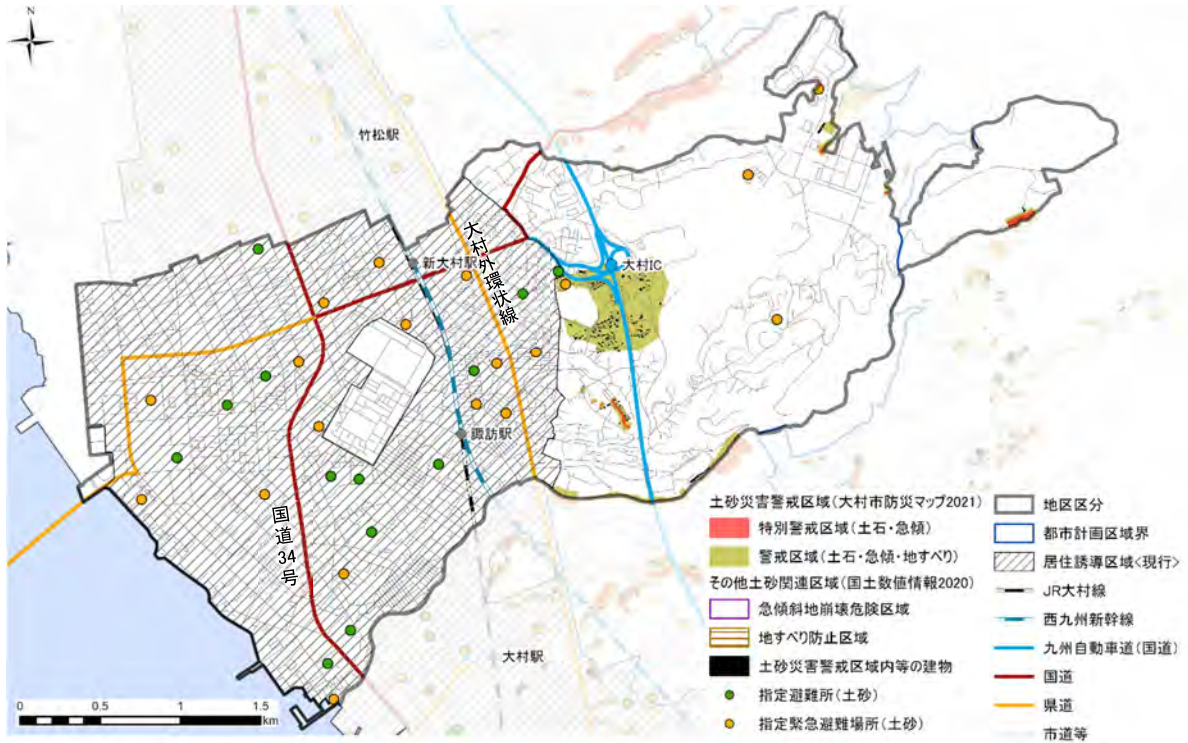 N
竹松駅
新大村駅
大村外環状線
大村IC
諏訪駅
国道34号
大村駅
0 0.5 1 1.5
km
土砂災害警戒区域(大村市防災マップ2021)
特別警戒区域(土石・急傾)
警戒区域(土石・急傾・地すべり)
その他土砂関連区域(国土数値情報2020)
急傾斜地崩壊危険区域
地すべり防止区域
土砂災害警戒区域内等の建物
指定避難所(土砂)
指定緊急避難場所(土砂)
地区区分
都市計画区域界
居住誘導区域<現行>
JR大村線
西九州新幹線
九州自動車道(国道)
国道
県道
市道等